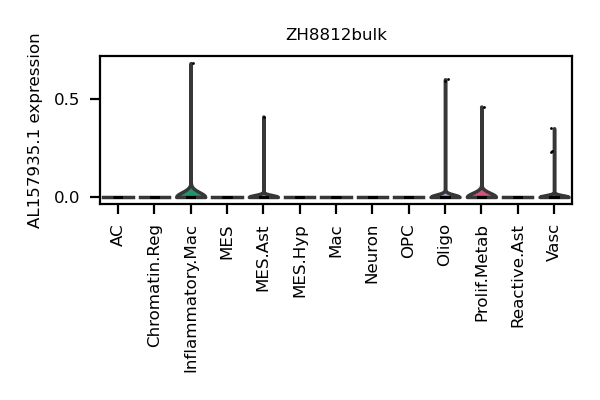 ZH8812bulk
AL157935.1 expression
0.5
0.0
AC
Chromatin.Reg
Inflammatory.Mac
MES
MES.Ast
MES.Hyp
Mac
Neuron
OPC
Oligo
Prolif.Metab
Reactive.Ast
Vasc